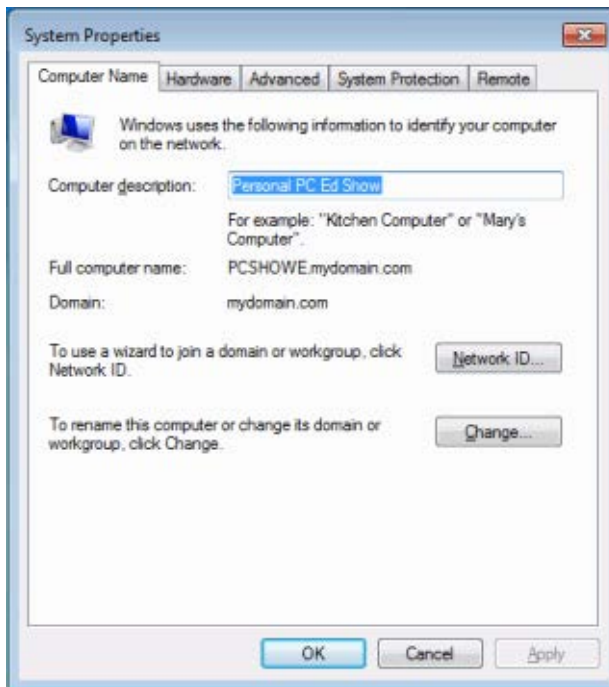 System Properties
Computer Name Hardware Advanced System Protection Remote
Windows uses the following information to identify your computer
on the network.
Computer description: Personal PC Ed Show
For example: "Kitchen Computer" or "Mary's
Computer".
Full computer name: PCSHOWE.mydomain.com
Domain: mydomain.com
To use a wizard to join a domain or workgroup, click
Network ID.
Network ID...
To rename this computer or change its domain or
workgroup, click Change.
Change...
OK Cancel Apply